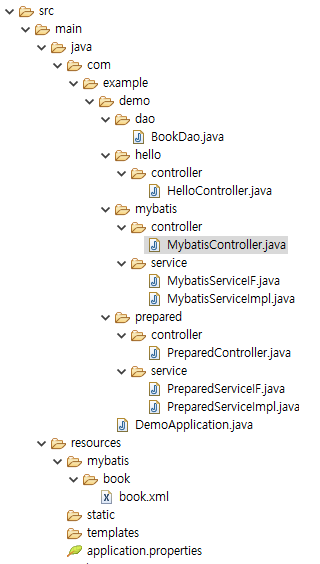 src
main
java
com
example
demo
dao
BookDao.java
hello
controller
HelloController.java
mybatis
controller
MybatisController.java
service
MybatisServiceIF.java
MybatisServiceImpl.java
prepared
controller
PreparedController.java
service
PreparedServiceIF.java
PreparedServiceImpl.java
DemoApplication.java
resources
mybatis
book
book.xml
static
templates
application.properties